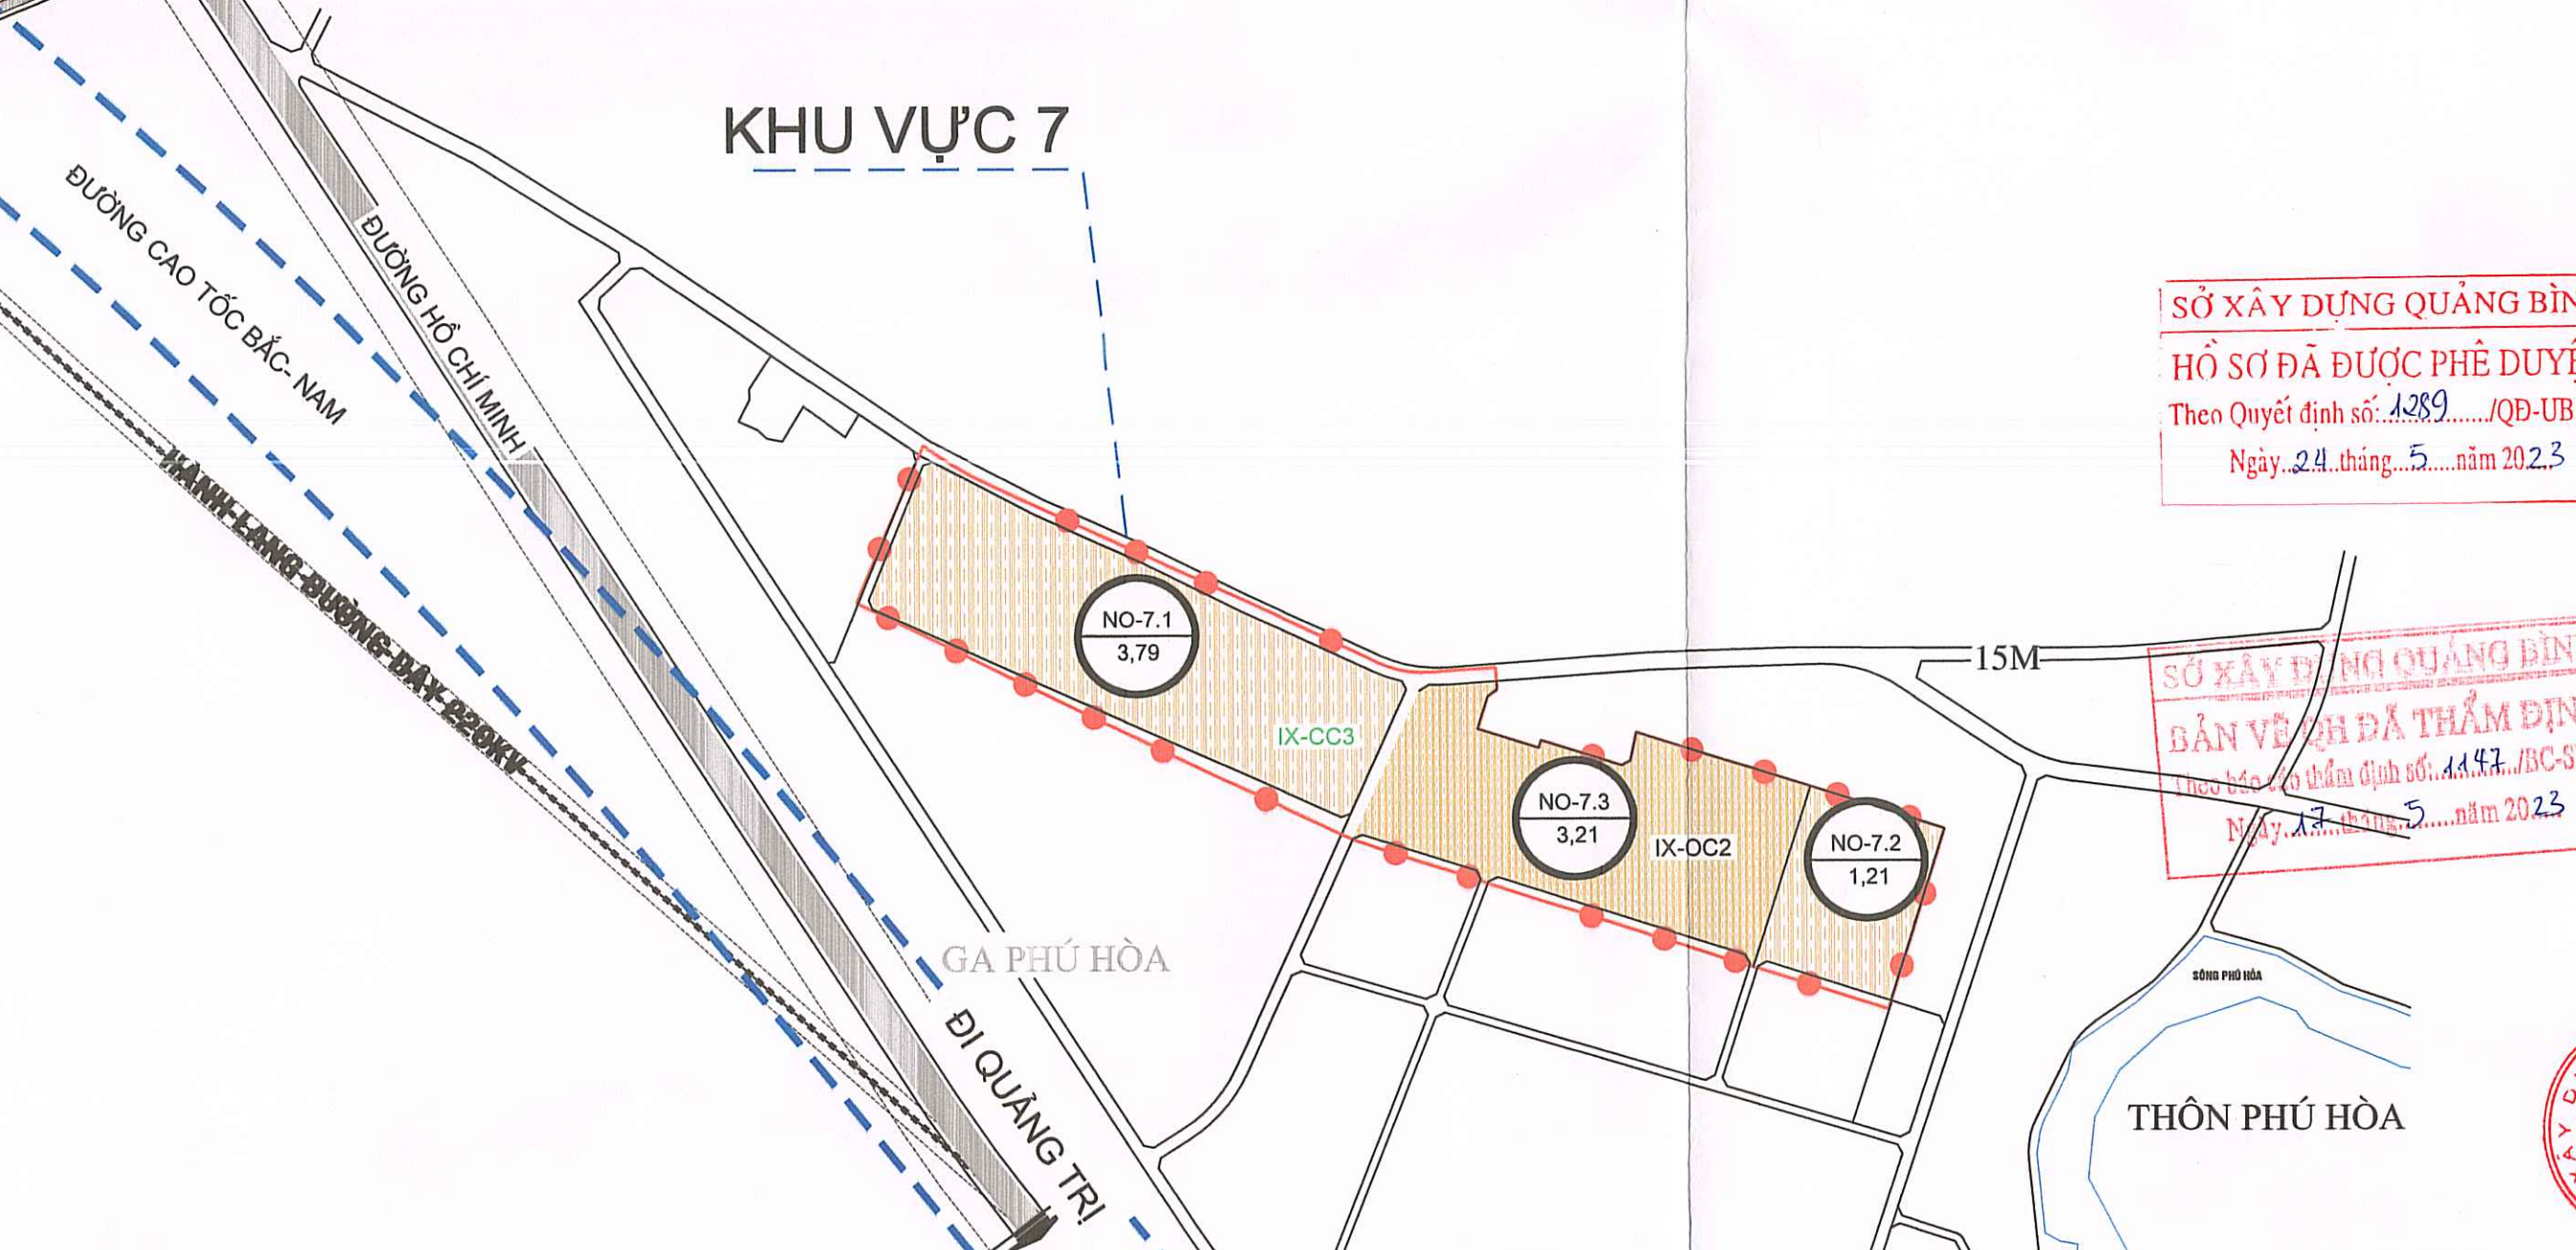 KHU VỰC 7
ĐƯỜNG CAO TỐC BẮC- NAM
ĐƯỜNG HỒ CHÍ MINH
HÀNH LANG ĐƯỜNG DÂY 220KV
SỞ XÂY DỰNG QUẢNG BÌN
HỒ SƠ ĐÃ ĐƯỢC PHÊ DUYỆ
Theo Quyết định số: 1289 /QĐ-UB
Ngày 24 tháng 5 năm 2023
NO-7.1
3,79
IX-CC3
15M
SỞ XÂY DỰNG QUẢNG BÌN
BẢN VẼ QH ĐÃ THẨM ĐỊN
Theo báo cáo thẩm định số: 1147 /BC-S
Ngày 17 tháng 5 năm 2023
NO-7.3
3,21
IX-OC2
NO-7.2
1,21
GA PHÚ HÒA
SÔNG PHÚ HÒA
ĐI QUẢNG TRỊ
THÔN PHÚ HÒA